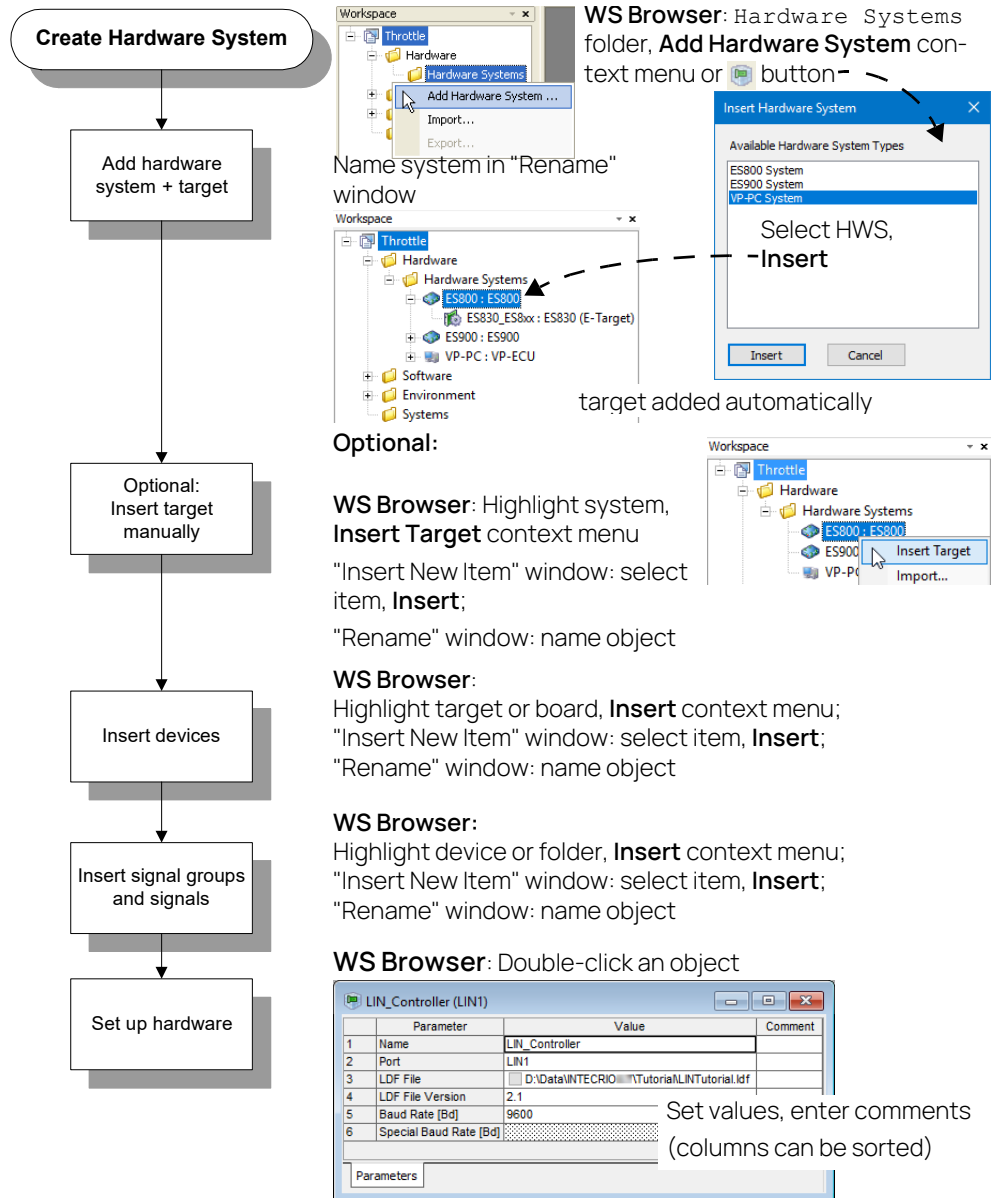 Create Hardware System
Workspace
Throttle
Hardware
Hardware Systems
Add Hardware System ...
Import...
Export...
WS Browser: Hardware Systems
folder, Add Hardware System con-
text menu or button
Insert Hardware System
Available Hardware System Types
ES800 System
ES900 System
VP-PC System
Select HWS,
Insert
Insert
Cancel
Add hardware
system + target
Name system in "Rename"
window
Workspace
Throttle
Hardware
Hardware Systems
ES800 : ES800
ES830_ES8xx : ES830 (E-Target)
ES900 : ES900
VP-PC : VP-ECU
Software
Environment
Systems
target added automatically
Optional:
Insert target
manually
Optional:
WS Browser: Highlight system,
Insert Target context menu
"Insert New Item" window: select
item, Insert;
"Rename" window: name object
Workspace
Throttle
Hardware
Hardware Systems
ES800 : ES800
ES900
Insert Target
Import...
Insert devices
WS Browser:
Highlight target or board, Insert context menu;
"Insert New Item" window: select item, Insert;
"Rename" window: name object
Insert signal groups
and signals
WS Browser:
Highlight device or folder, Insert context menu;
"Insert New Item" window: select item, Insert;
"Rename" window: name object
Set up hardware
WS Browser: Double-click an object
LIN_Controller (LIN1)
Parameter Value Comment
1 Name LIN_Controller
2 Port LIN1
3 LDF File D:\Data\INTECRIO \Tutorial\LINTutorial.ldf
4 LDF File Version 2.1
5 Baud Rate [Bd] 9600
6 Special Baud Rate [Bd]
Parameters
Set values, enter comments
(columns can be sorted)